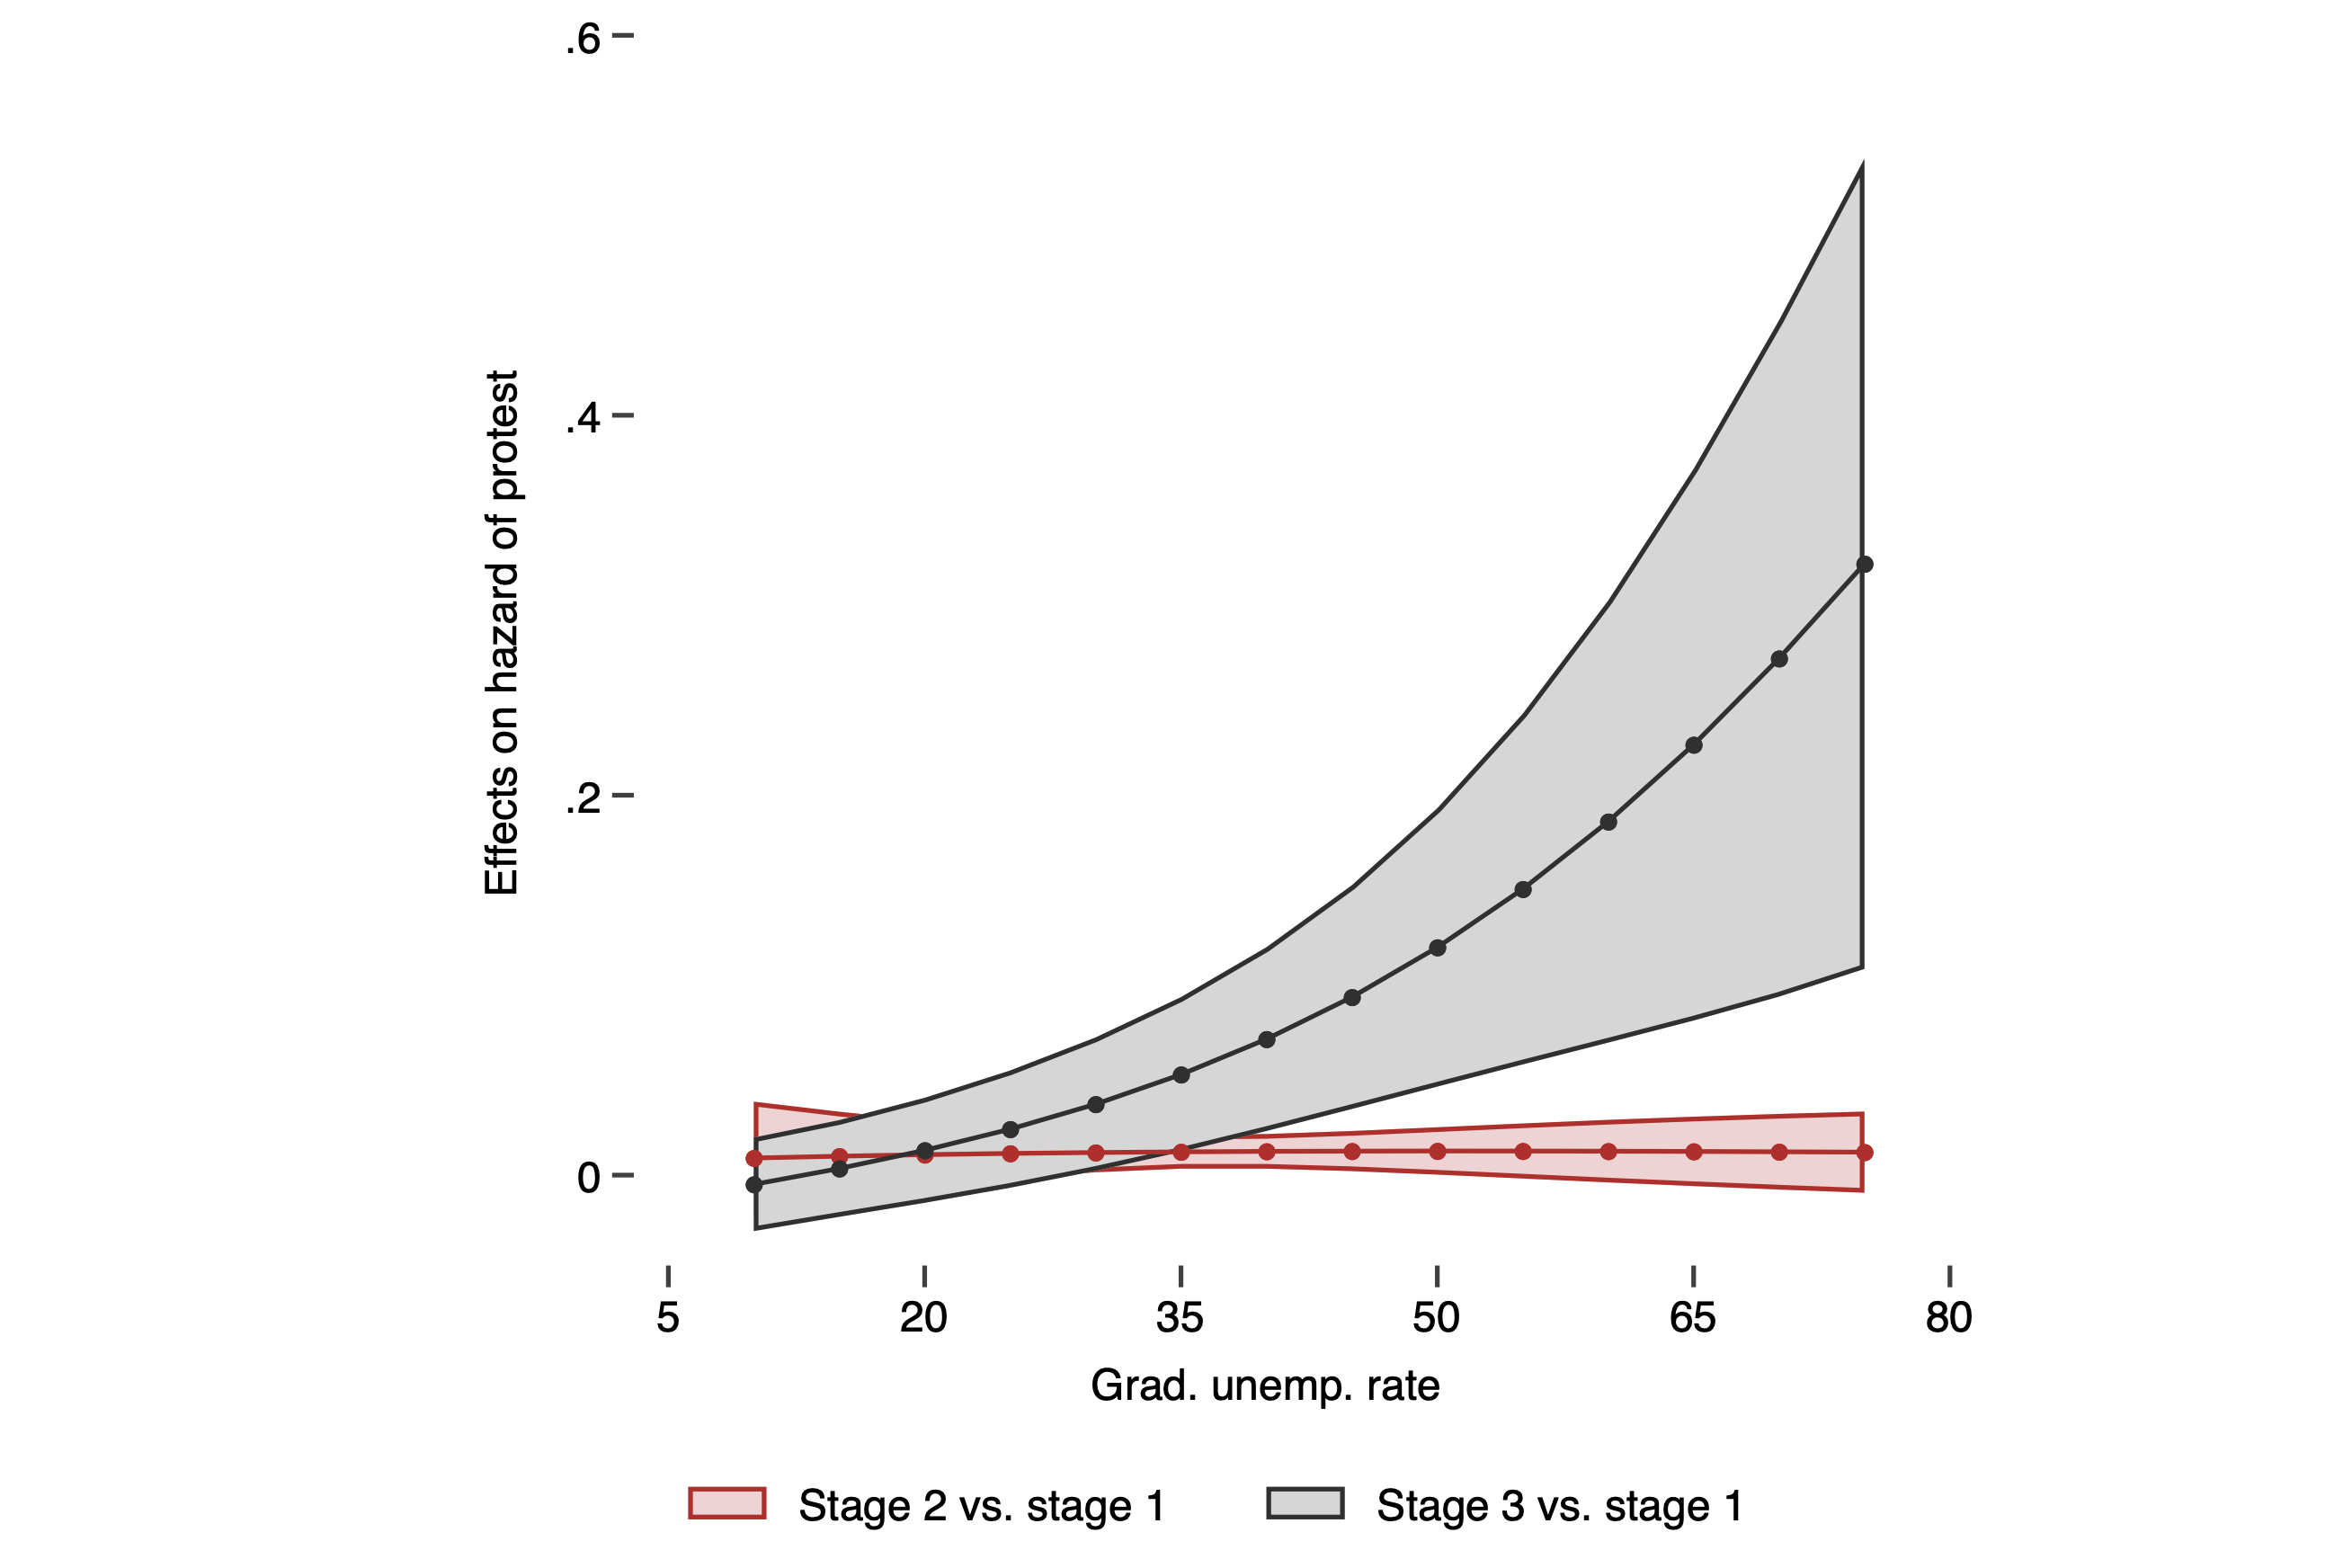 .6
.4
.2
0
Effects on hazard of protest
5 20 35 50 65 80
Grad. unemp. rate
Stage 2 vs. stage 1 Stage 3 vs. stage 1